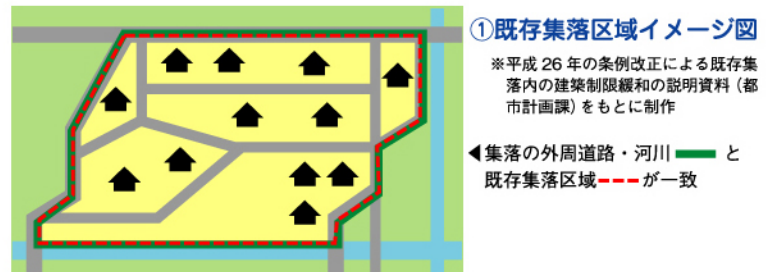 ①既存集落区域イメージ図
※平成26年の条例改正による既存集
落内の建築制限緩和の説明資料(都
市計画課)をもとに制作
◀集落の外周道路・河川 と
既存集落区域 が一致